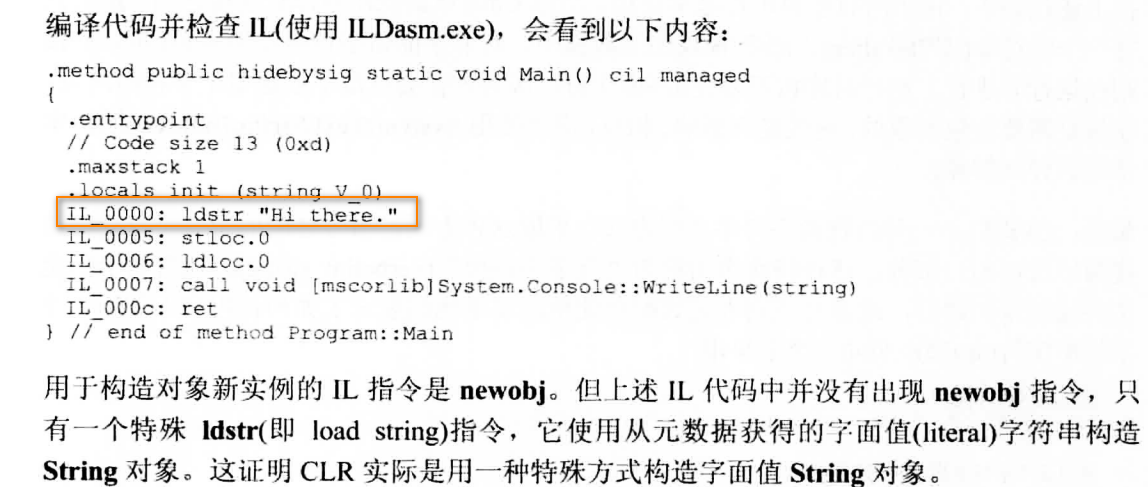 编译代码并检查 IL(使用 ILDasm.exe)，会看到以下内容：
.method public hidebysig static void Main() cil managed
{
.entrypoint
// Code size 13 (0xd)
.maxstack 1
.locals init (string V_0)
IL_0000: ldstr "Hi there."
IL_0005: stloc.0
IL_0006: ldloc.0
IL_0007: call void [mscorlib]System.Console::WriteLine(string)
IL_000c: ret
} // end of method Program::Main
用于构造对象新实例的 IL 指令是 newobj。但上述 IL 代码中并没有出现 newobj 指令，只
有一个特殊 ldstr(即 load string)指令，它使用从元数据获得的字面值(literal)字符串构造
String 对象。这证明 CLR 实际是用一种特殊方式构造字面值 String 对象。